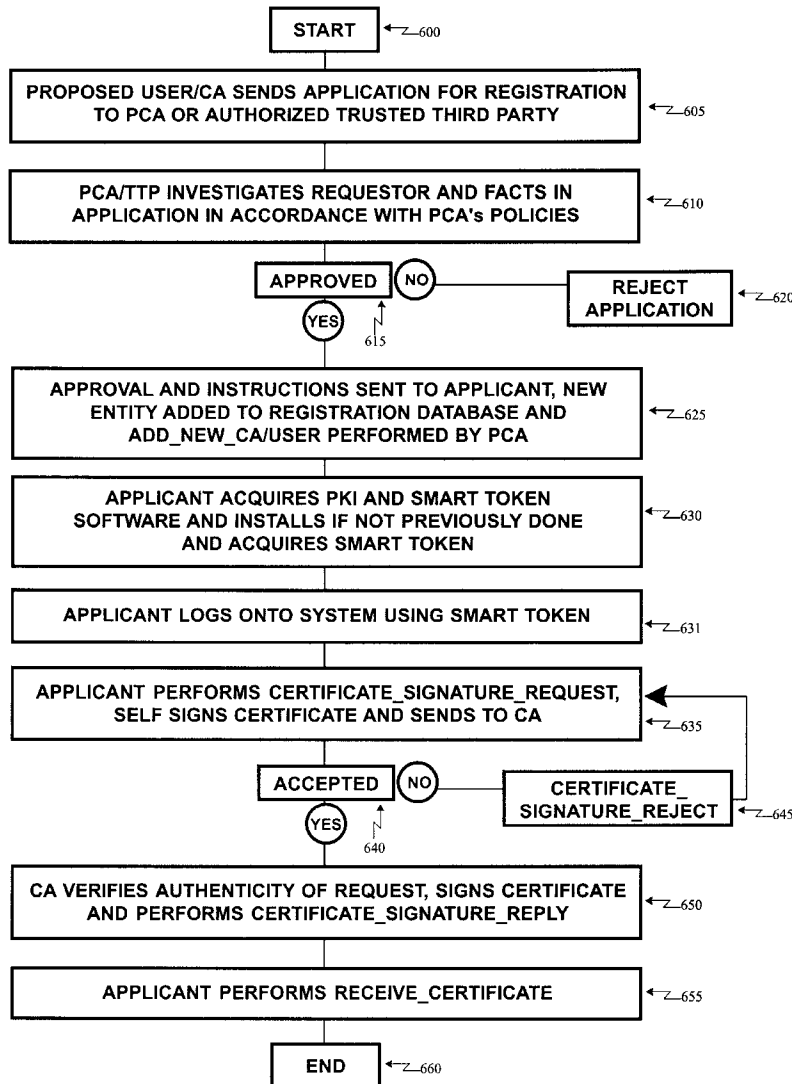 START
600
PROPOSED USER/CA SENDS APPLICATION FOR REGISTRATION
TO PCA OR AUTHORIZED TRUSTED THIRD PARTY
605
PCA/TTP INVESTIGATES REQUESTOR AND FACTS IN
APPLICATION IN ACCORDANCE WITH PCA's POLICIES
610
APPROVED
NO
REJECT
APPLICATION
620
YES
615
APPROVAL AND INSTRUCTIONS SENT TO APPLICANT, NEW
ENTITY ADDED TO REGISTRATION DATABASE AND
ADD_NEW_CA/USER PERFORMED BY PCA
625
APPLICANT ACQUIRES PKI AND SMART TOKEN
SOFTWARE AND INSTALLS IF NOT PREVIOUSLY DONE
AND ACQUIRES SMART TOKEN
630
APPLICANT LOGS ONTO SYSTEM USING SMART TOKEN
631
APPLICANT PERFORMS CERTIFICATE_SIGNATURE_REQUEST,
SELF SIGNS CERTIFICATE AND SENDS TO CA
635
ACCEPTED
NO
CERTIFICATE_
SIGNATURE_REJECT
645
YES
640
CA VERIFIES AUTHENTICITY OF REQUEST, SIGNS CERTIFICATE
AND PERFORMS CERTIFICATE_SIGNATURE_REPLY
650
APPLICANT PERFORMS RECEIVE_CERTIFICATE
655
END
660